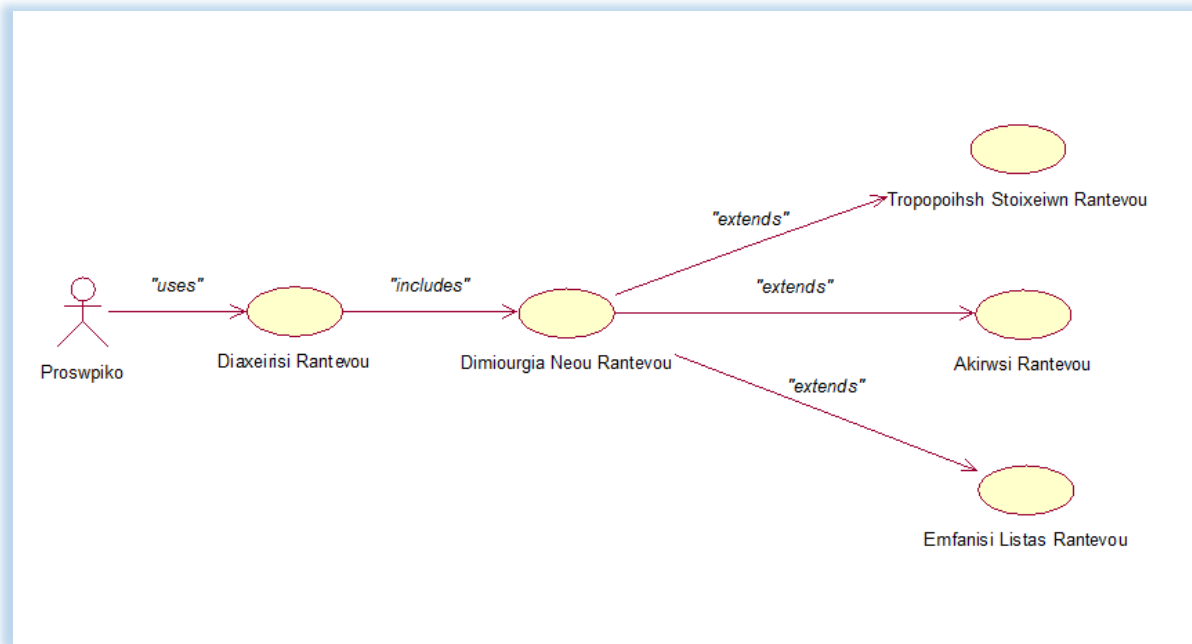 Proswpiko
"uses"
Diaxeirisi Rantevou
"includes"
Dimiourgia Neou Rantevou
"extends"
Tropopoihsh Stoixeiwn Rantevou
"extends"
Akirwsi Rantevou
"extends"
Emfanisi Listas Rantevou